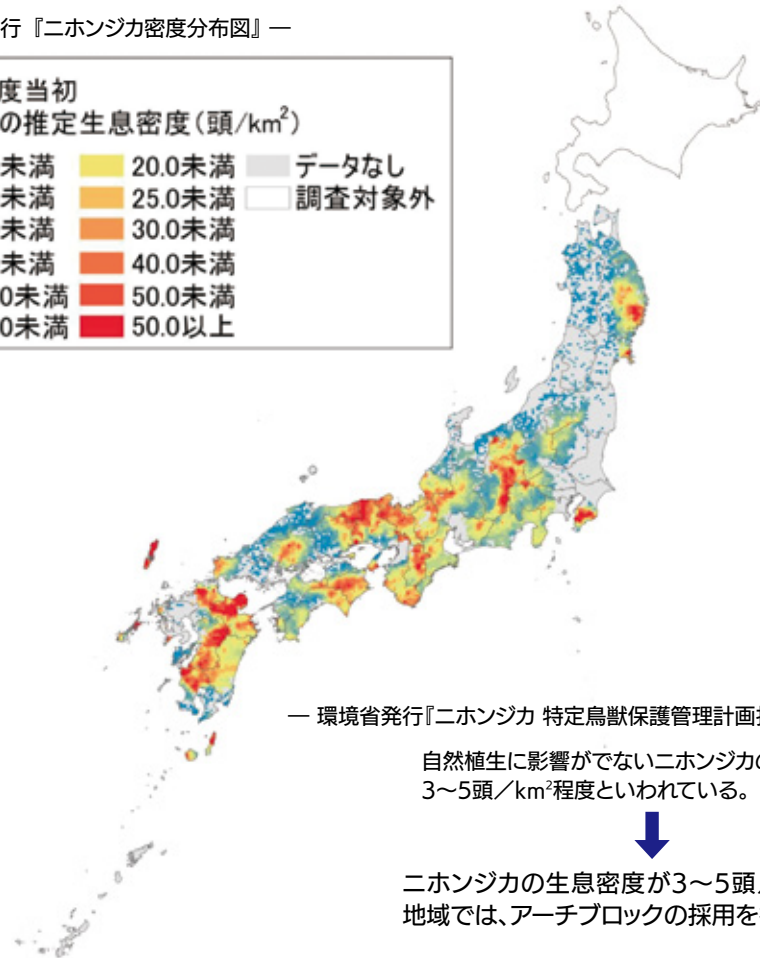 行『ニホンジカ密度分布図』―
度当初
の推定生息密度(頭/km²)
未満 20.0未満 データなし
未満 25.0未満 調査対象外
未満 30.0未満
未満 40.0未満
0未満 50.0未満
0未満 50.0以上
― 環境省発行『ニホンジカ 特定鳥獣保護管理計画
自然植生に影響がでないニホンジカの
3～5頭／km²程度といわれている。
ニホンジカの生息密度が3～5頭
地域では、アーチブロックの採用を